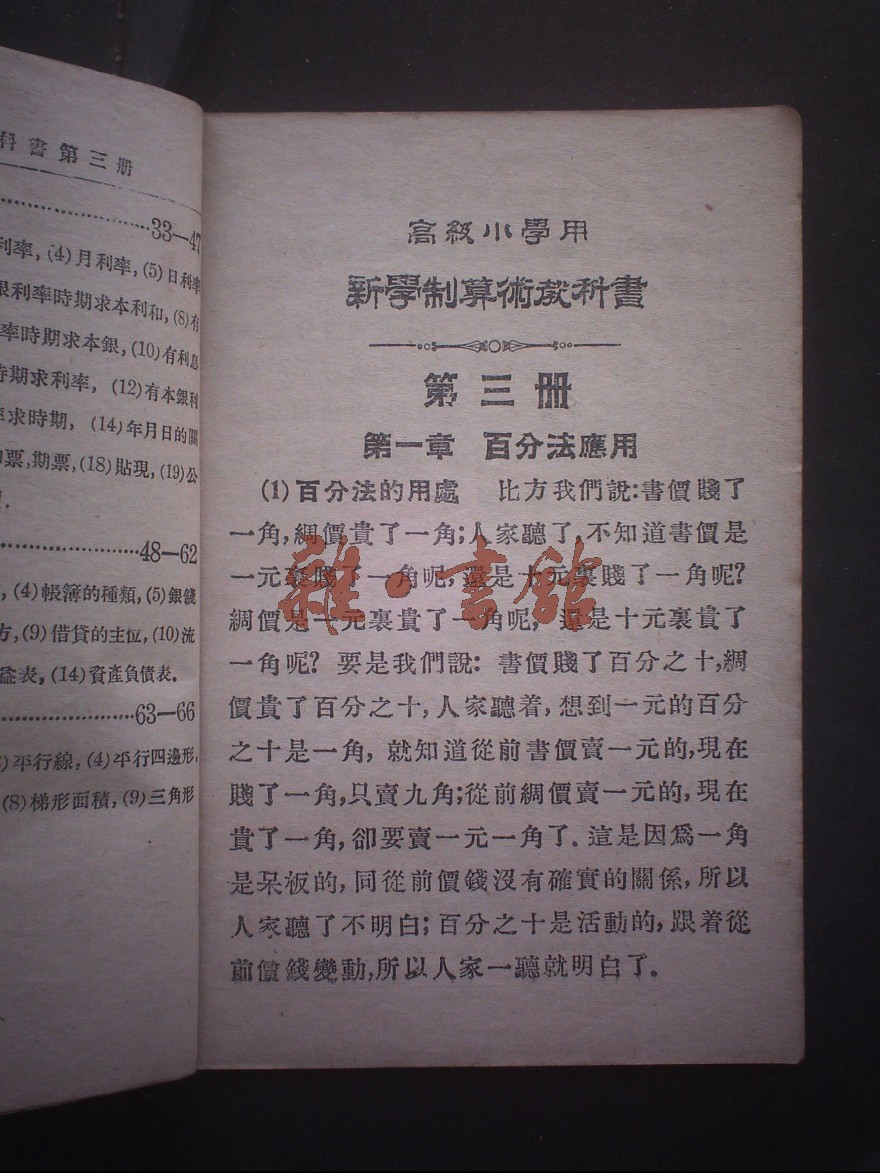 科書第三册
33—47
利率, (4)月利率, (5)日利率
利率時期求本利和, (8)有
率時期求本銀, (10)有利息
時期求利率, (12)有本銀利
率求時期, (14)年月日的關
票,期票, (18)貼現, (19)公
48—62
, (4)帳簿的種類, (5)銀錢
方, (9)借貸的主位, (10)流
益表, (14)資產負債表.
63—66
)平行線, (4)平行四邊形,
(8)梯形面積, (9)三角形
高級小學用
新學制算術教科書
第三册
第一章 百分法應用
(1)百分法的用處 比方我們說:書價賤了
一角,綢價貴了一角;人家聽了,不知道書價是
一元裏賤了一角呢,還是十元裏賤了一角呢?
綢價是一元裏貴了一角呢, 還是十元裏貴了
一角呢? 要是我們說: 書價賤了百分之十,綢
價貴了百分之十,人家聽着,想到一元的百分
之十是一角, 就知道從前書價賣一元的,現在
賤了一角,只賣九角;從前綢價賣一元的,現在
貴了一角,卻要賣一元一角了. 這是因爲一角
是呆板的,同從前價錢沒有確實的關係,所以
人家聽了不明白;百分之十是活動的,跟着從
前價錢變動,所以人家一聽就明白了.
雜·書館